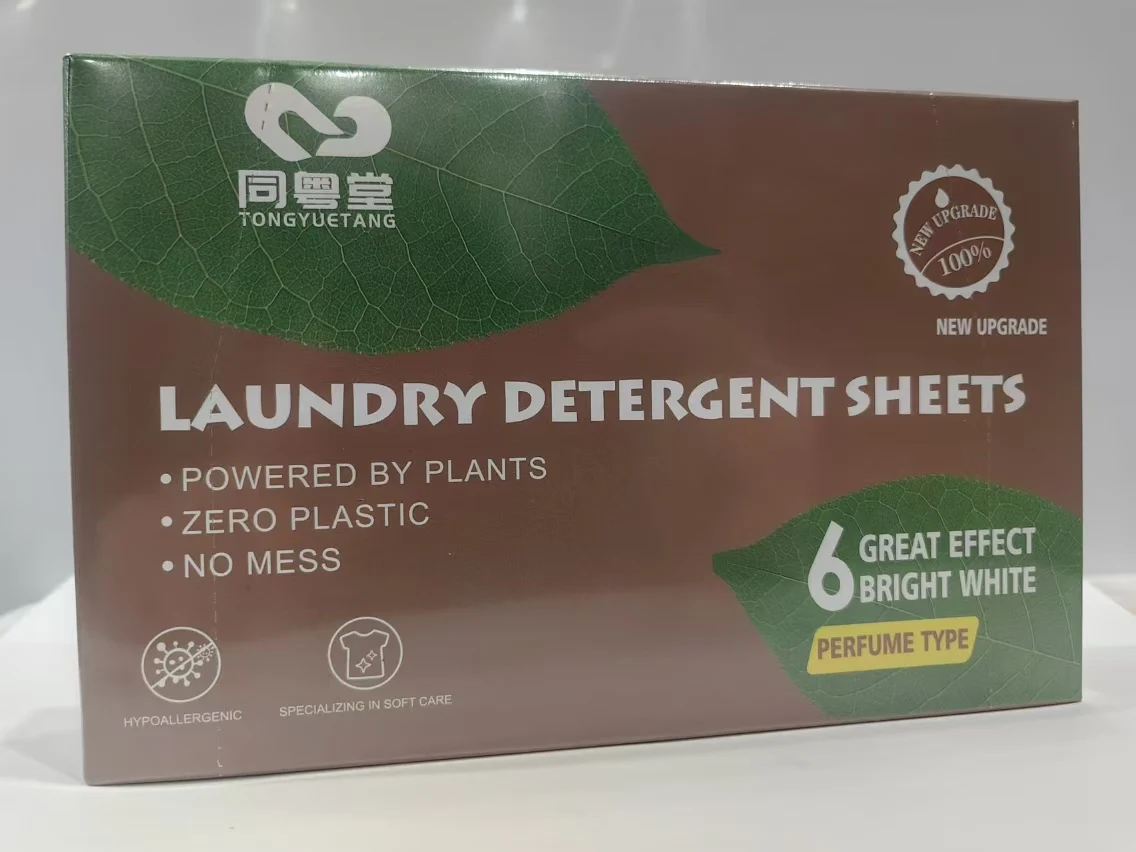 同粤堂
TONGYUETANG
NEW UPGRADE
100%
NEW UPGRADE
LAUNDRY DETERGENT SHEETS
•POWERED BY PLANTS
•ZERO PLASTIC
•NO MESS
6 GREAT EFFECT
BRIGHT WHITE
PERFUME TYPE
HYPOALLERGENIC
SPECIALIZING IN SOFT CARE